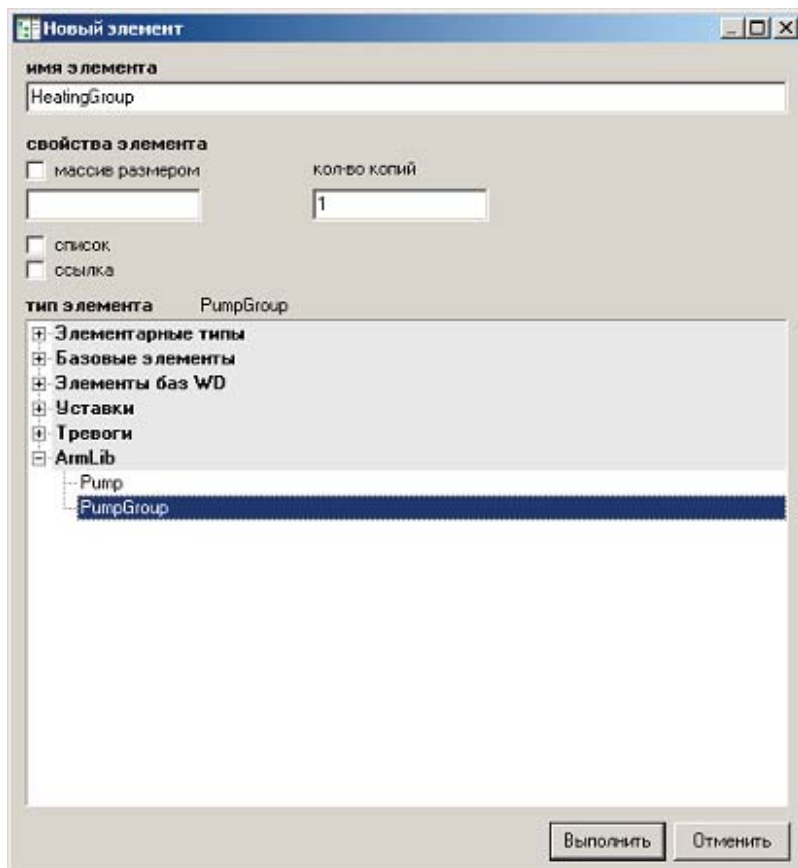 Новый элемент
имя элемента
HeatingGroup
свойства элемента
массив размером кол-во копий
1
список
ссылка
тип элемента PumpGroup
Элементарные типы
Базовые элементы
Элементы баз WD
Уставки
Тревоги
ArmLib
Pump
PumpGroup
Выполнить Отменить